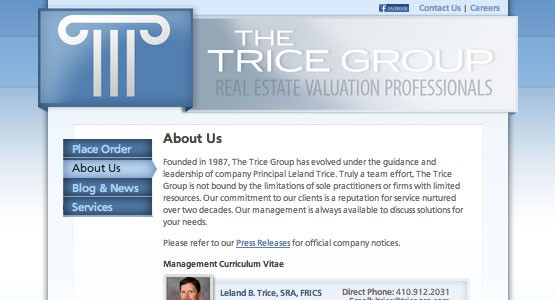 FACEBOOK
Contact Us | Careers
THE
TRICE GROUP
REAL ESTATE VALUATION PROFESSIONALS
Place Order
About Us
Blog & News
Services
About Us
Founded in 1987, The Trice Group has evolved under the guidance and
leadership of company Principal Leland Trice. Truly a team effort, The Trice
Group is not bound by the limitations of sole practitioners or firms with limited
resources. Our commitment to our clients is a reputation for service nurtured
over two decades. Our management is always available to discuss solutions for
your needs.
Please refer to our Press Releases for official company notices.
Management Curriculum Vitae
Leland B. Trice, SRA, FRICS
Direct Phone: 410.912.2031